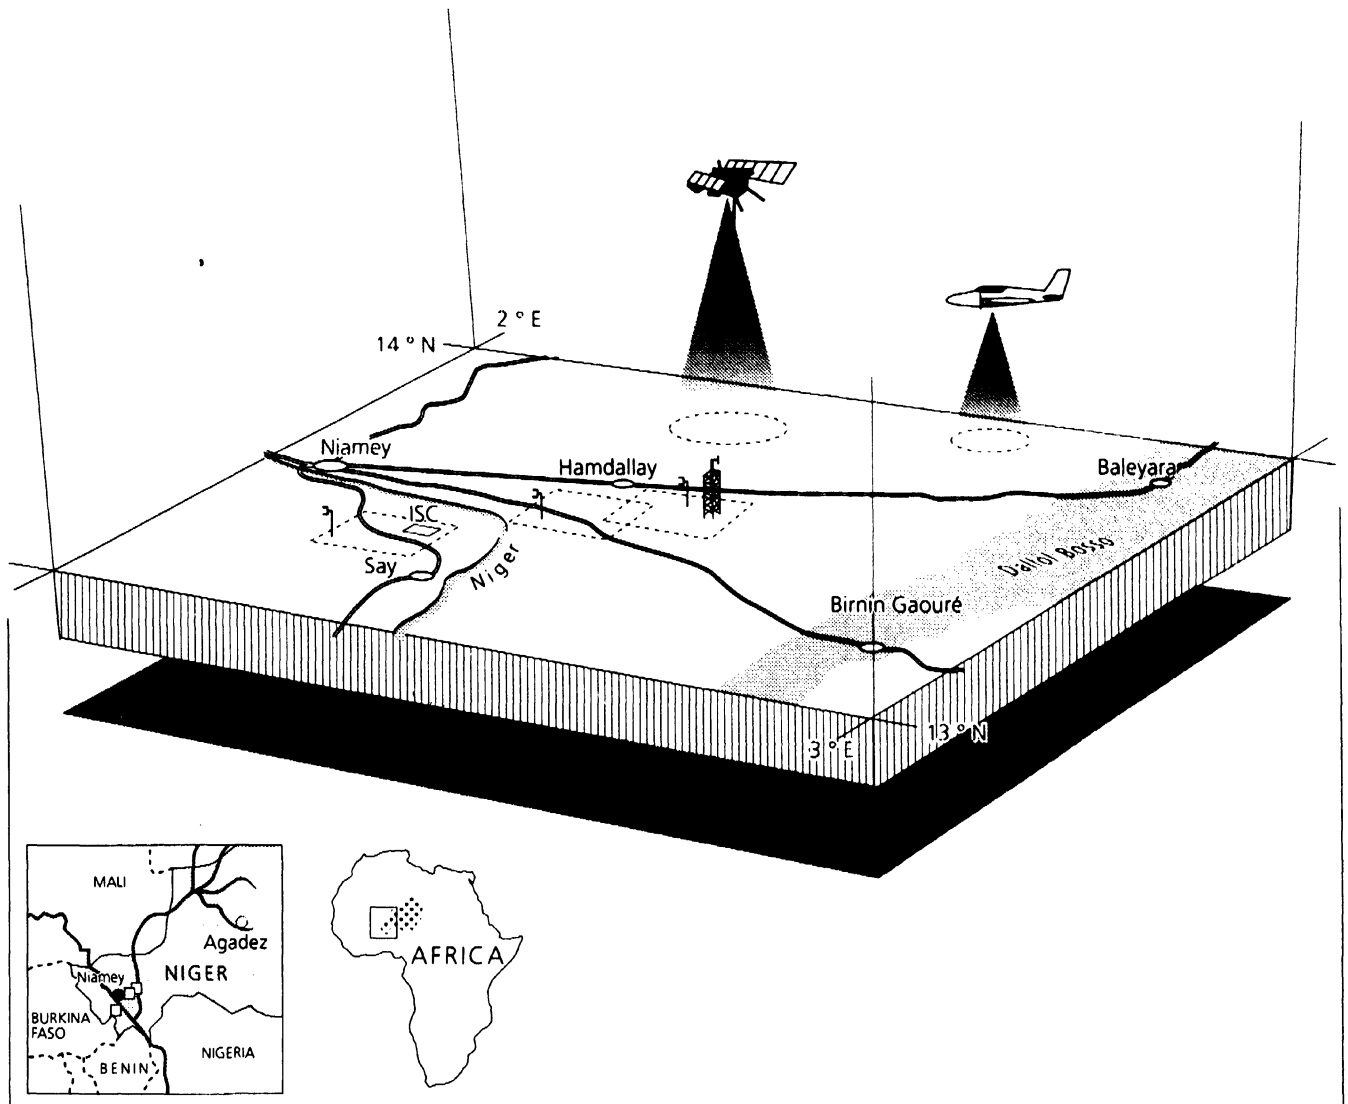 2 ° E
14 ° N
Niamey
Hamdallay
Baleyara
ISC
Say
Niger
Dallol Bosso
Birnin Gaouré
13 ° N
3 ° E
MALI
Agadez
Niamey
NIGER
BURKINA
FASO
BENIN
NIGERIA
AFRICA